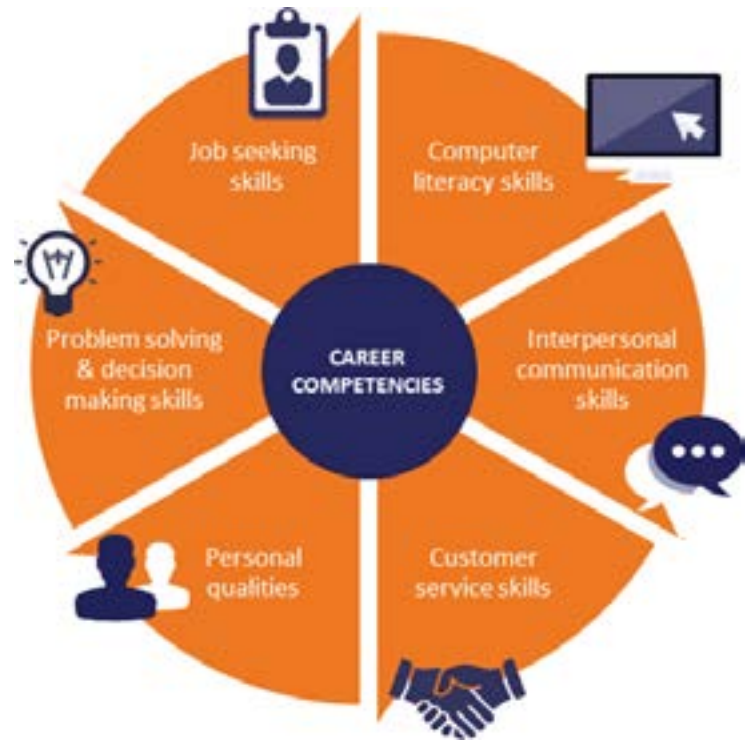 Job seeking
skills
Computer
literacy skills
Interpersonal
communication
skills
Customer
service skills
Personal
qualities
Problem solving
& decision
making skills
CAREER
COMPETENCIES